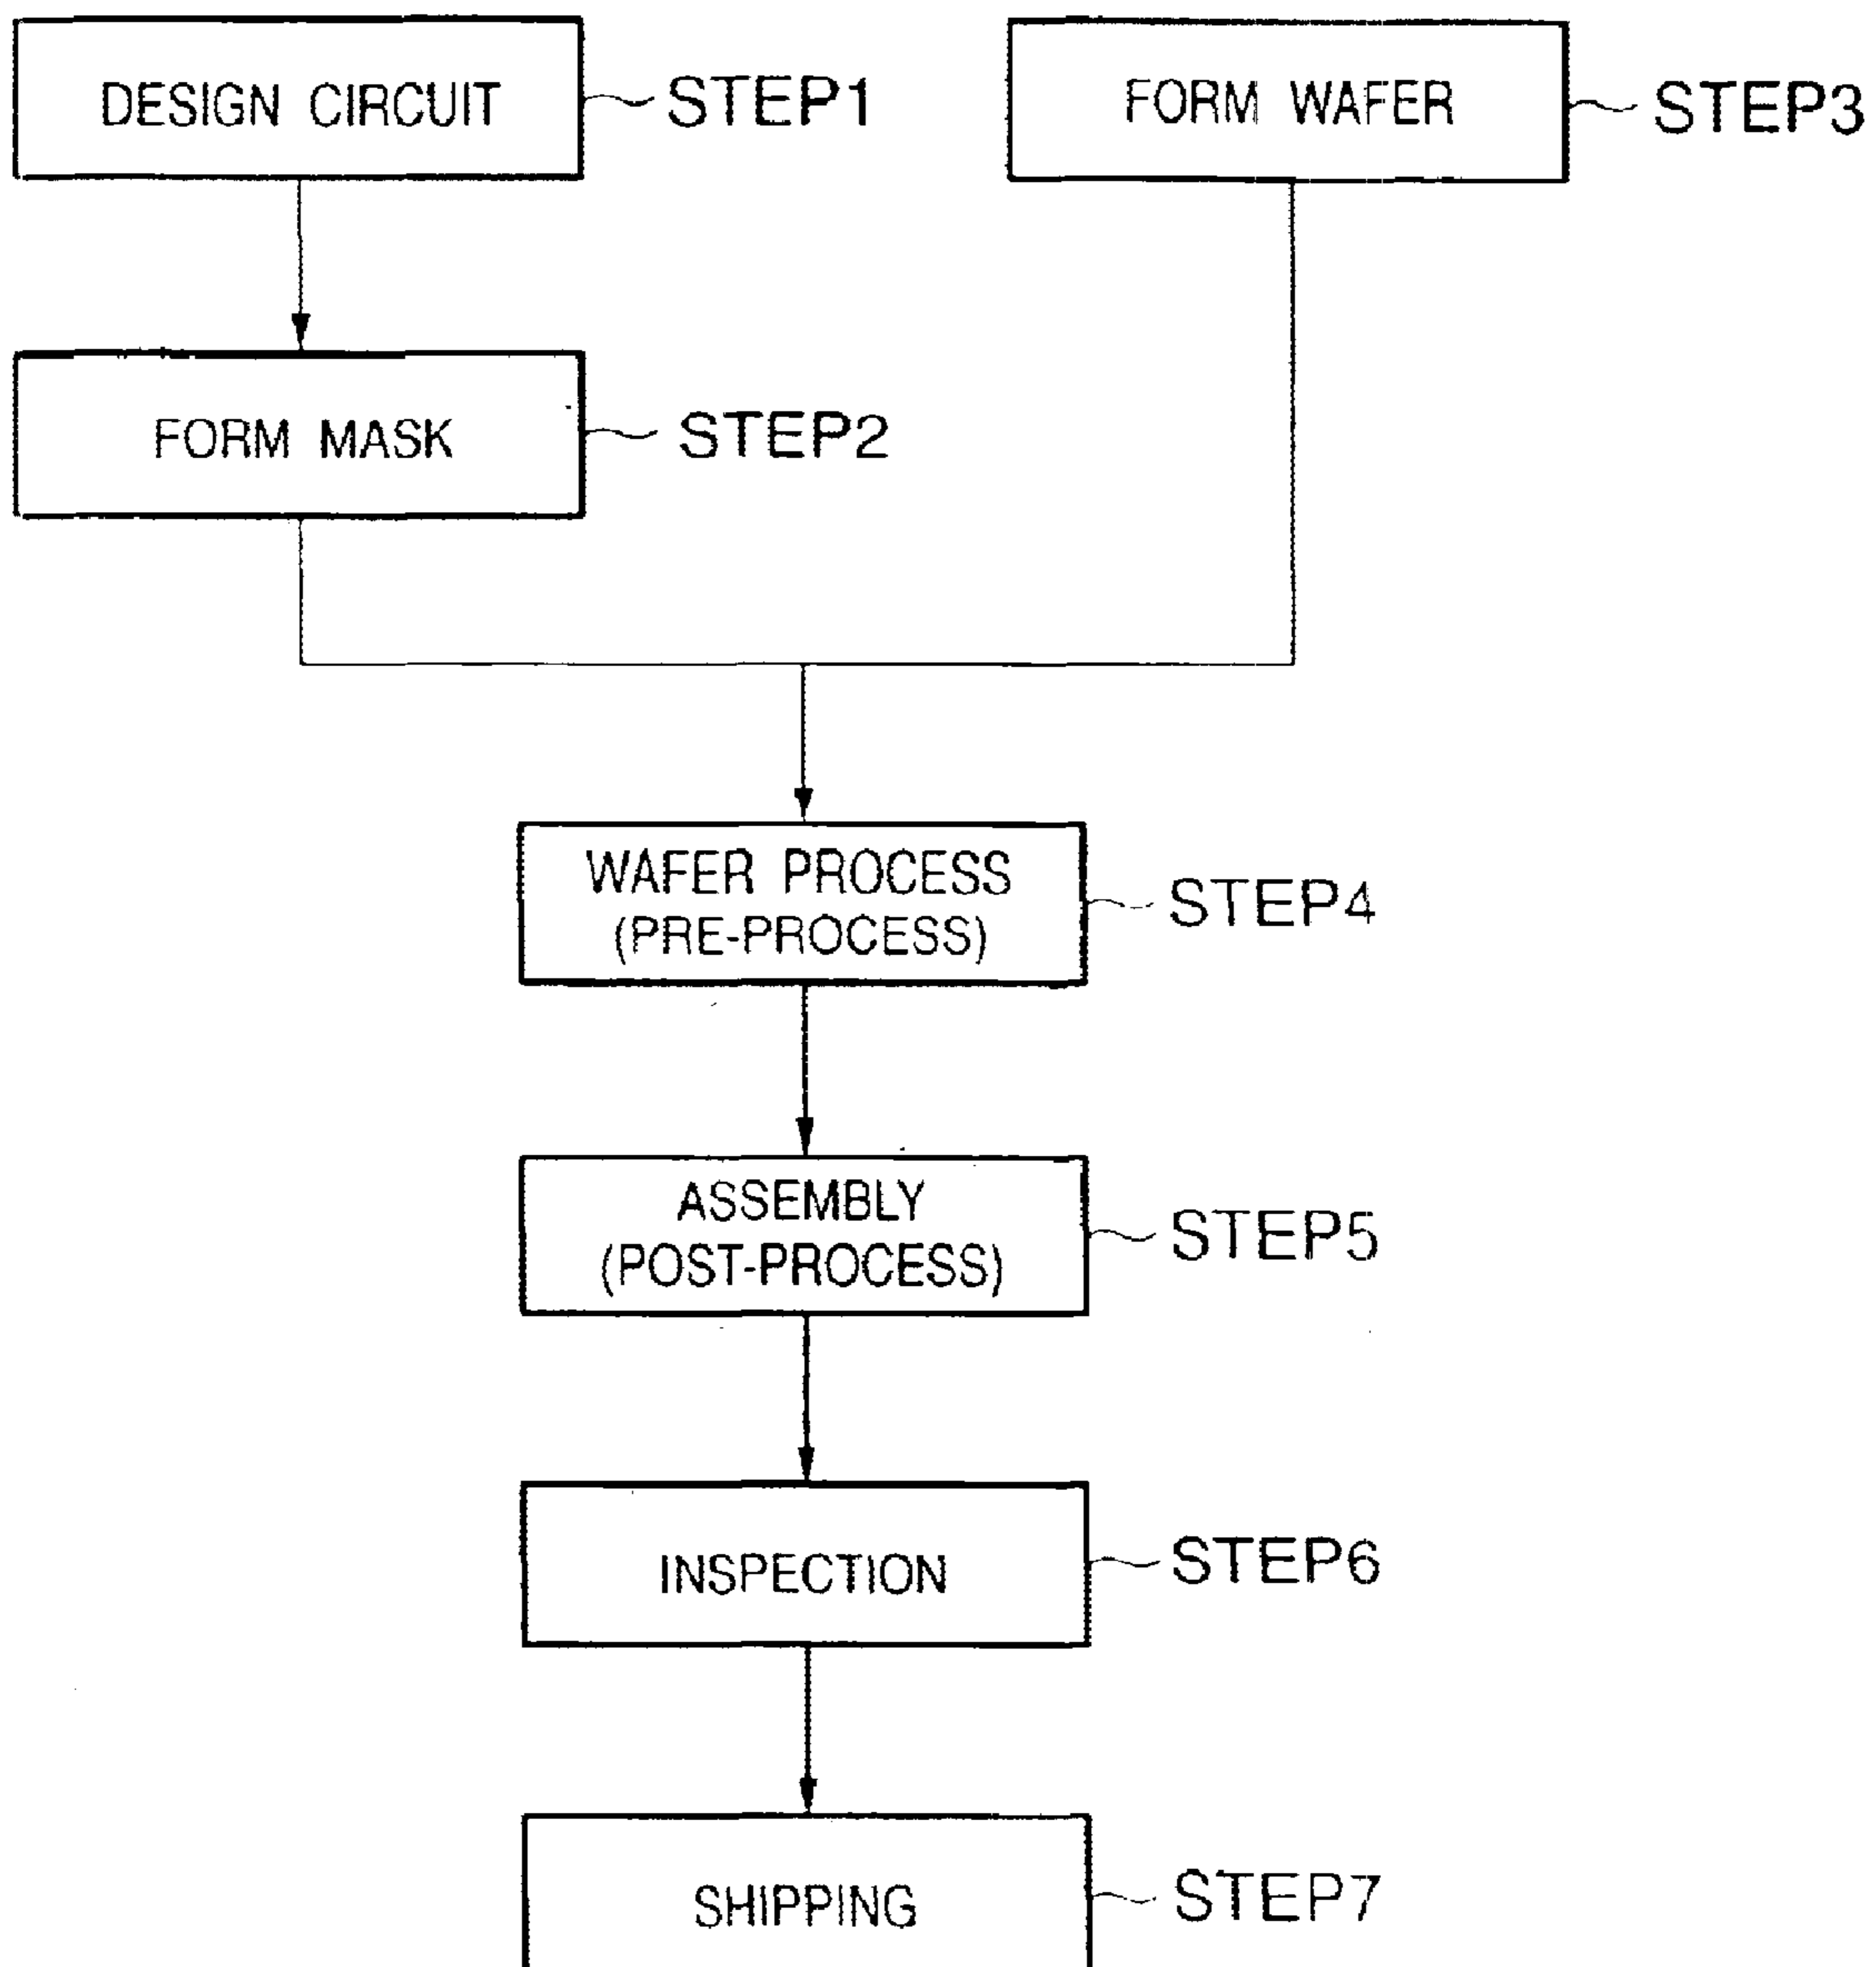 DESIGN CIRCUIT
STEP1
FORM WAFER
STEP3
FORM MASK
STEP2
WAFER PROCESS
(PRE-PROCESS)
STEP4
ASSEMBLY
(POST-PROCESS)
STEP5
INSPECTION
STEP6
SHIPPING
STEP7